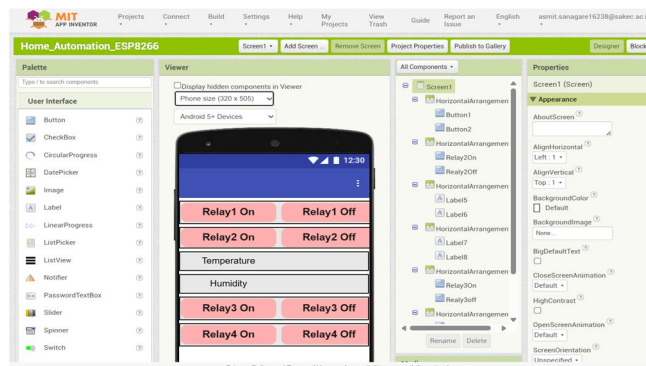 MIT
APP INVENTOR
Projects Connect Build Settings Help My Projects View Trash Guide Report an Issue English asmit.sanagare16238@sakec.ac.
Home_Automation_ESP8266 Screen1 Add Screen ... Remove Screen Project Properties Publish to Gallery Designer Block
Palette
Type / to search components
User Interface
Button
CheckBox
CircularProgress
DatePicker
Image
Label
LinearProgress
ListPicker
ListView
Notifier
PasswordTextBox
Slider
Spinner
Switch
Viewer
Display hidden components in Viewer
Phone size (320 x 505)
Android 5+ Devices
12:30
Relay1 On Relay1 Off
Relay2 On Relay2 Off
Temperature
Humidity
Relay3 On Relay3 Off
Relay4 On Relay4 Off
All Components
Screen1
HorizontalArrangemen
Button1
Button2
HorizontalArrangemen
Relay2On
Realy2Off
HorizontalArrangemen
Label5
Label6
HorizontalArrangemen
Label7
Label8
HorizontalArrangemen
Relay3On
Realy3off
HorizontalArrangemen
Rename Delete
Properties
Screen1 (Screen)
Appearance
AboutScreen
AlignHorizontal
Left : 1
AlignVertical
Top : 1
BackgroundColor
Default
BackgroundImage
None...
BigDefaultText
CloseScreenAnimation
Default
HighContrast
OpenScreenAnimation
Default
ScreenOrientation
Unspecified